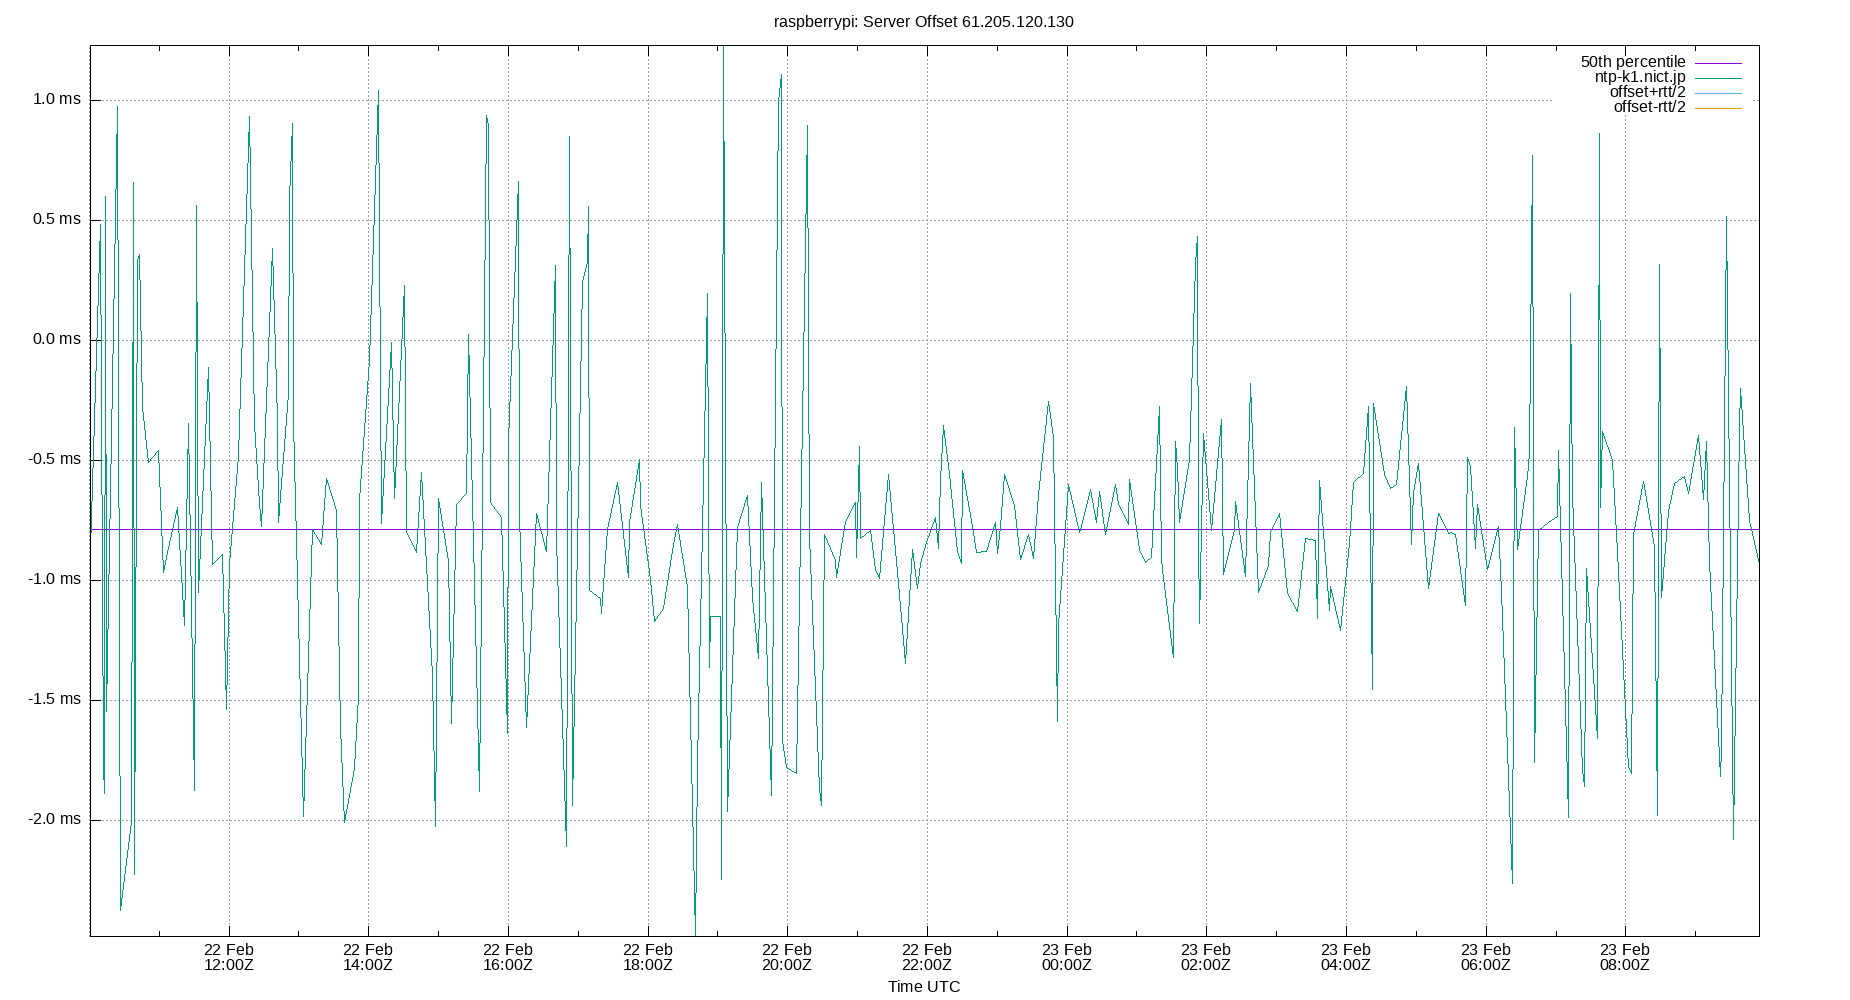 raspberrypi: Server Offset 61.205.120.130
50th percentile
ntp-k1.nict.jp
offset+rtt/2
offset-rtt/2
1.0 ms
0.5 ms
0.0 ms
-0.5 ms
-1.0 ms
-1.5 ms
-2.0 ms
22 Feb 22 Feb 22 Feb 22 Feb 22 Feb 22 Feb 23 Feb 23 Feb 23 Feb 23 Feb 23 Feb
12:00Z 14:00Z 16:00Z 18:00Z 20:00Z 22:00Z 00:00Z 02:00Z 04:00Z 06:00Z 08:00Z
Time UTC